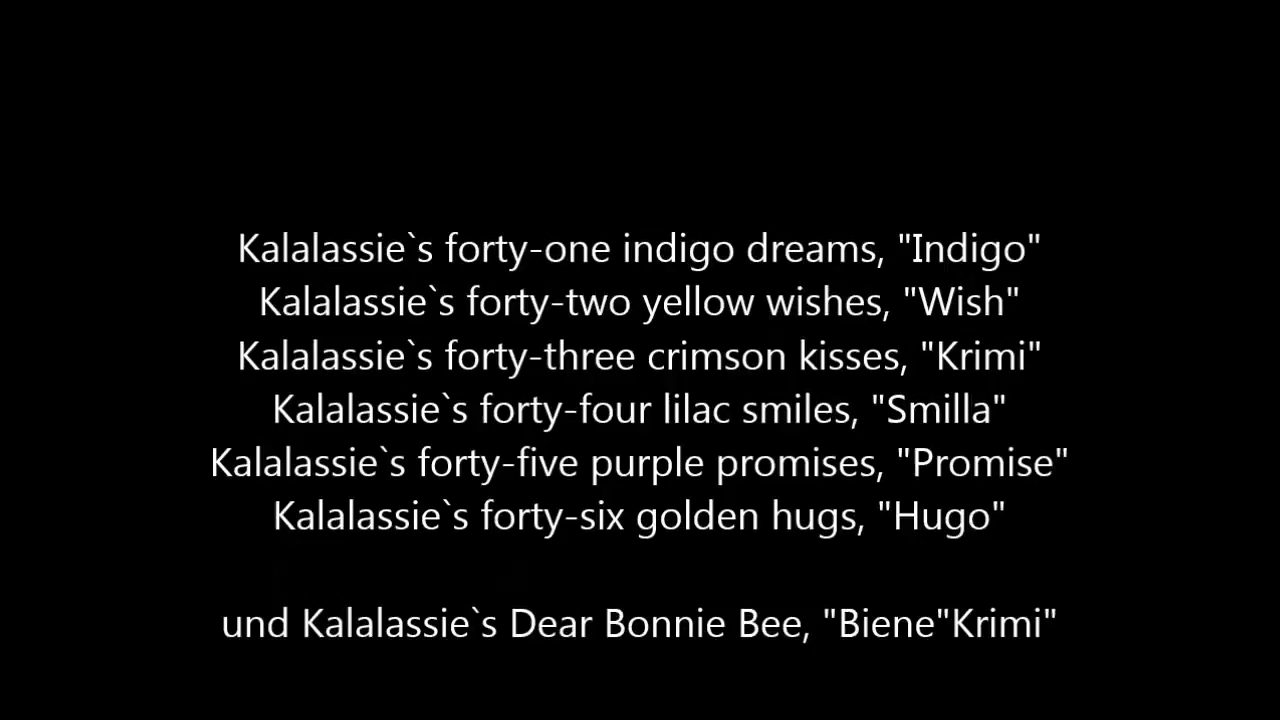 Kalalassie`s forty-one indigo dreams, "Indigo"
Kalalassie`s forty-two yellow wishes, "Wish"
Kalalassie`s forty-three crimson kisses, "Krimi"
Kalalassie`s forty-four lilac smiles, "Smilla"
Kalalassie`s forty-five purple promises, "Promise"
Kalalassie`s forty-six golden hugs, "Hugo"
und Kalalassie`s Dear Bonnie Bee, "Biene"Krimi"